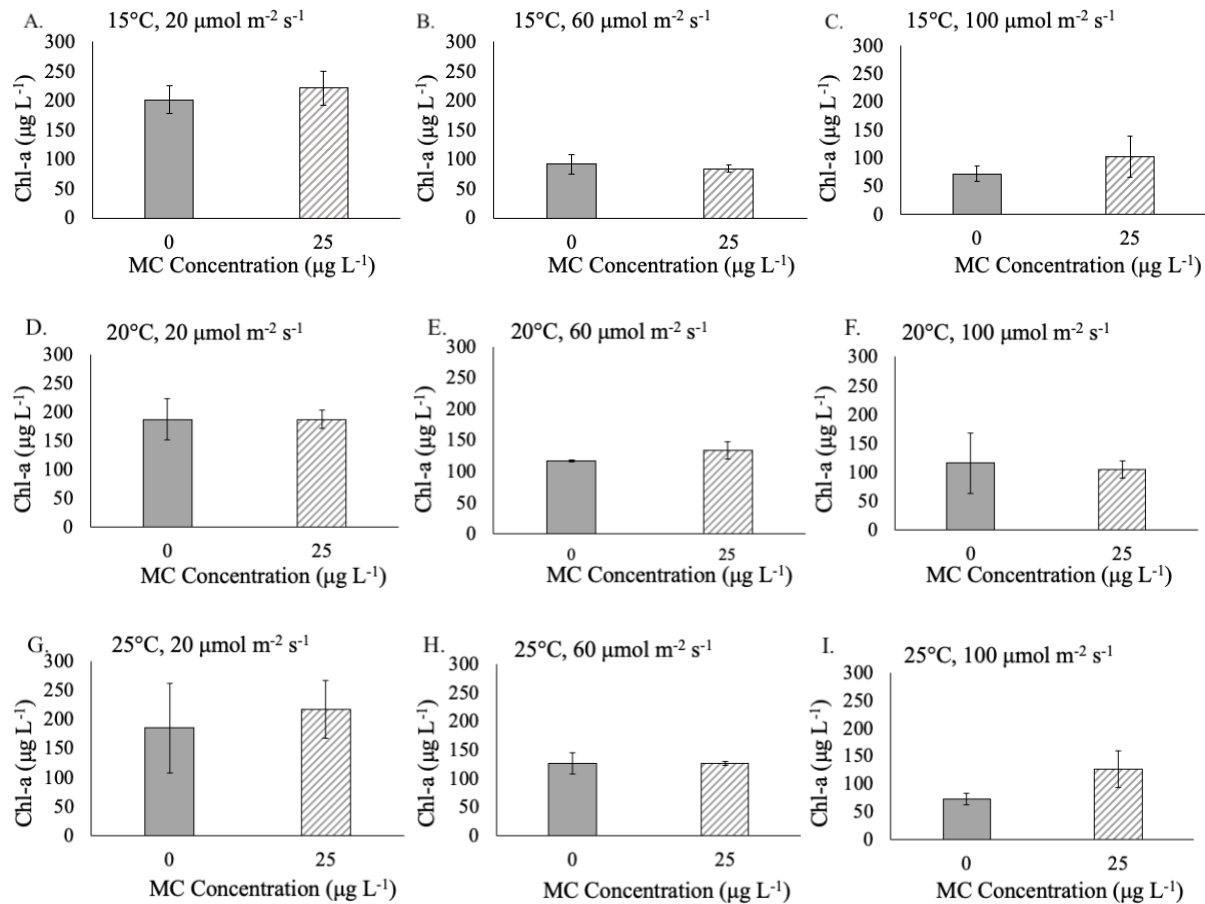 A. 15°C, 20 μmol m-2 s-1
300
250
200
150
100
50
0
Chl-a (μg L-1)
0 25
MC Concentration (μg L-1)
B. 15°C, 60 μmol m-2 s-1
300
250
200
150
100
50
0
Chl-a (μg L-1)
0 25
MC Concentration (μg L-1)
C. 15°C, 100 μmol m-2 s-1
300
250
200
150
100
50
0
Chl-a (μg L-1)
0 25
MC Concentration (μg L-1)
D. 20°C, 20 μmol m-2 s-1
300
250
200
150
100
50
0
Chl-a (μg L-1)
0 25
MC Concentration (μg L-1)
E. 20°C, 60 μmol m-2 s-1
300
250
200
150
100
50
0
Chl-a (μg L-1)
0 25
MC Concentration (μg L-1)
F. 20°C, 100 μmol m-2 s-1
300
250
200
150
100
50
0
Chl-a (μg L-1)
0 25
MC Concentration (μg L-1)
G. 25°C, 20 μmol m-2 s-1
300
250
200
150
100
50
0
Chl-a (μg L-1)
0 25
MC Concentration (μg L-1)
H. 25°C, 60 μmol m-2 s-1
300
250
200
150
100
50
0
Chl-a (μg L-1)
0 25
MC Concentration (μg L-1)
I. 25°C, 100 μmol m-2 s-1
300
250
200
150
100
50
0
Chl-a (μg L-1)
0 25
MC Concentration (μg L-1)